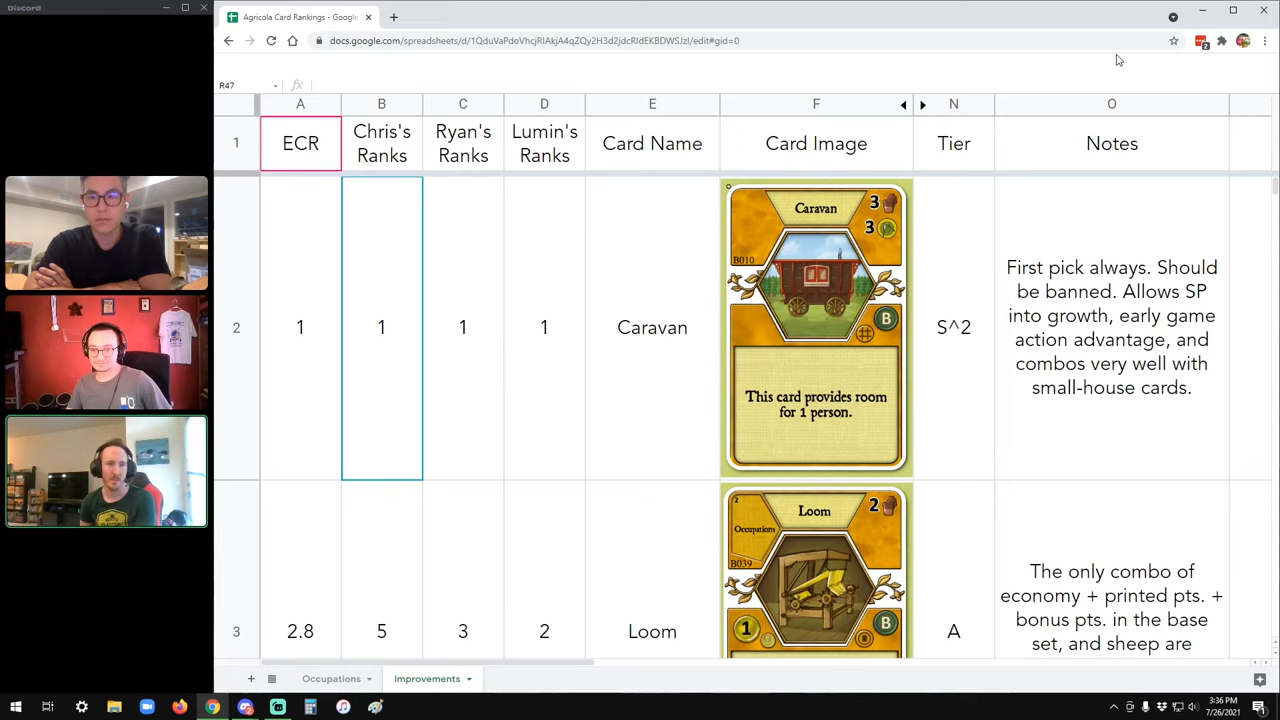 Discord
Agricola Card Rankings - Google
docs.google.com/spreadsheets/d/1QduVaPdoVhcjRIAkjA4qZQy2H3d2jdcRIdEKBDWSJzI/edit#gid=0
2
R47
fx
A B C D E F N O
1 ECR Chris's Ranks Ryan's Ranks Lumin's Ranks Card Name Card Image Tier Notes
Caravan
3
3
B010
B
This card provides room
for 1 person.
2 1 1 1 1 Caravan S^2
First pick always. Should
be banned. Allows SP
into growth, early game
action advantage, and
combos very well with
small-house cards.
2
Loom
2
Occupations
B039
1
B
3 2.8 5 3 2 Loom A
The only combo of
economy + printed pts. +
bonus pts. in the base
set, and sheep are
Occupations
Improvements
3:36 PM
7/26/2021
1